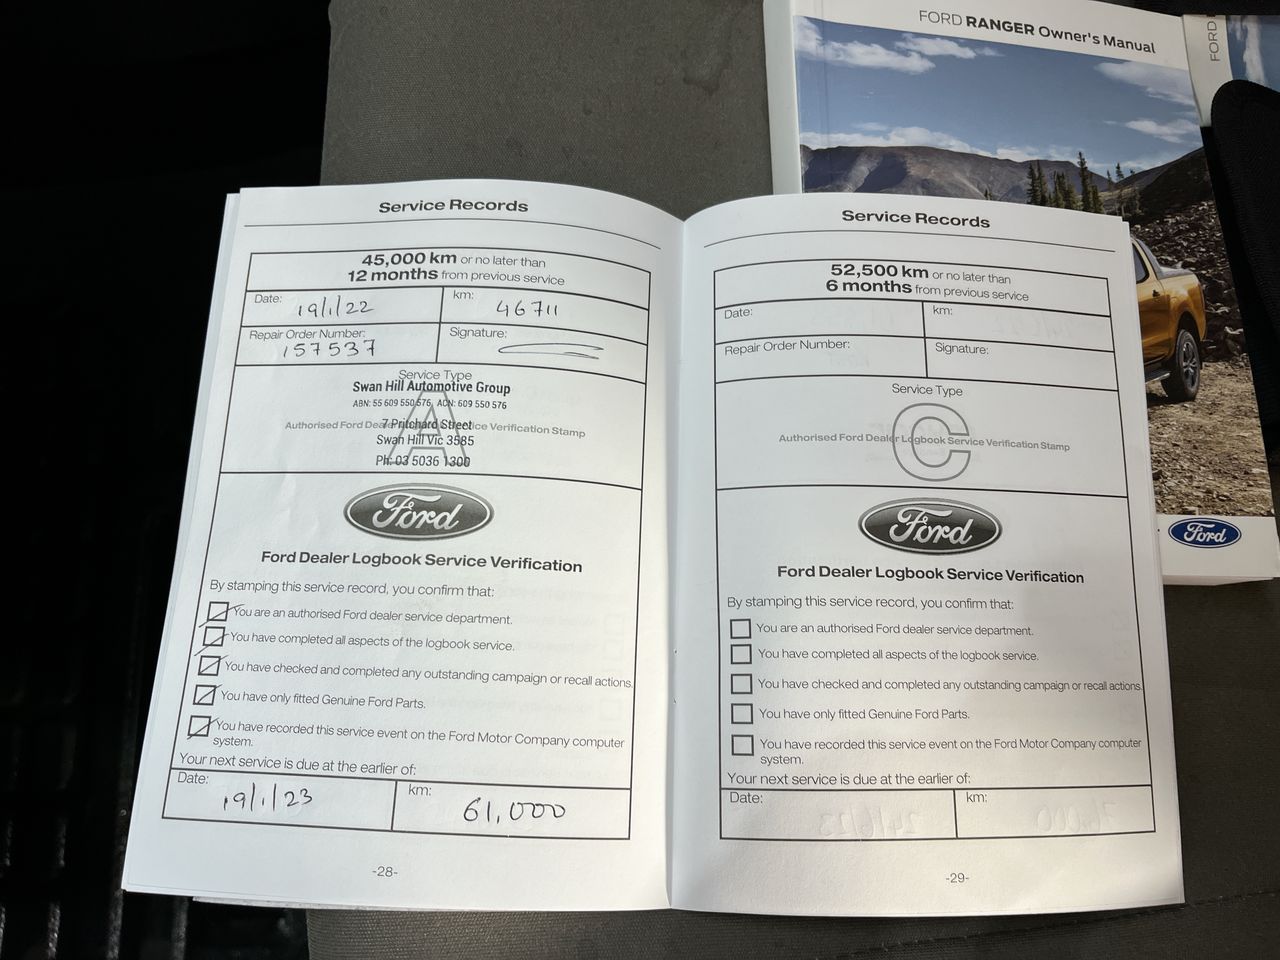 FORD RANGER Owner's Manual
FORD
Service Records
45,000 km or no later than
12 months from previous service
Date: 19/1/22
km: 46711
Repair Order Number: 157537
Signature:
Service Type
A
Swan Hill Automotive Group
ABN: 55 609 550 576 ACN: 609 550 576
Authorised Ford Dealer Logbook Service Verification Stamp
7 Pritchard Street
Swan Hill Vic 3585
Ph: 03 5036 1300
Ford
Ford Dealer Logbook Service Verification
By stamping this service record, you confirm that:
You are an authorised Ford dealer service department.
You have completed all aspects of the logbook service.
You have checked and completed any outstanding campaign or recall actions.
You have only fitted Genuine Ford Parts.
You have recorded this service event on the Ford Motor Company computer
system.
Your next service is due at the earlier of:
Date: 19/1/23
km: 61,000
-28-
Service Records
52,500 km or no later than
6 months from previous service
Date:
km:
Repair Order Number:
Signature:
Service Type
C
Authorised Ford Dealer Logbook Service Verification Stamp
Ford
Ford Dealer Logbook Service Verification
By stamping this service record, you confirm that:
You are an authorised Ford dealer service department.
You have completed all aspects of the logbook service.
You have checked and completed any outstanding campaign or recall actions.
You have only fitted Genuine Ford Parts.
You have recorded this service event on the Ford Motor Company computer
system.
Your next service is due at the earlier of:
Date:
km:
-29-
Ford